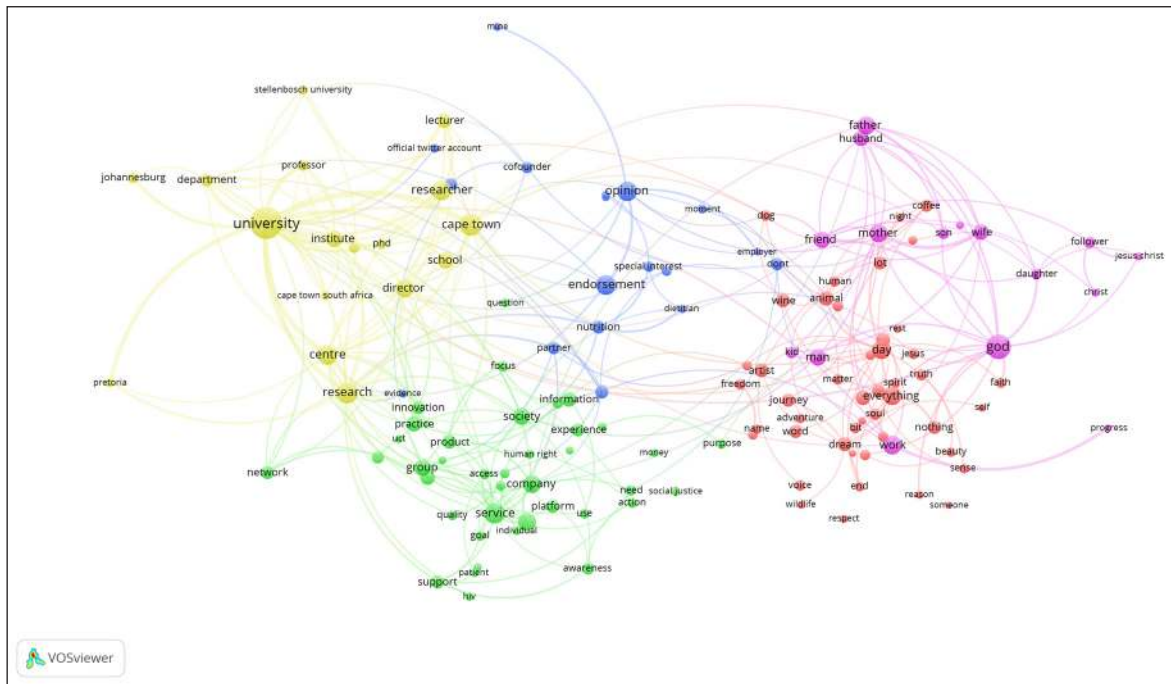 mine
stellenbosch university
lecturer
father
husband
official twitter account
professor
cofounder
johannesburg
department
researcher
opinion
coffee
moment
night
dog
university
cape town
institute
phd
friend
mother
son
wife
follower
employer
jesus christ
school
special interest
dont
lot
daughter
human
cape town south africa
director
endorsement
christ
question
wine
animal
dietitian
nutrition
rest
centre
partner
day
god
kid
man
jesus
focus
artist
truth
pretoria
freedom
matter
spirit
faith
research
evidence
information
everything
innovation
journey
self
society
soul
practice
adventure
bit
nothing
progress
experience
name
word
uct
product
purpose
dream
work
human right
money
beauty
network
group
access
sense
company
voice
end
need
social justice
reason
action
platform
wildlife
someone
quality
service
use
respect
individual
goal
awareness
patient
support
hiv
VOSviewer